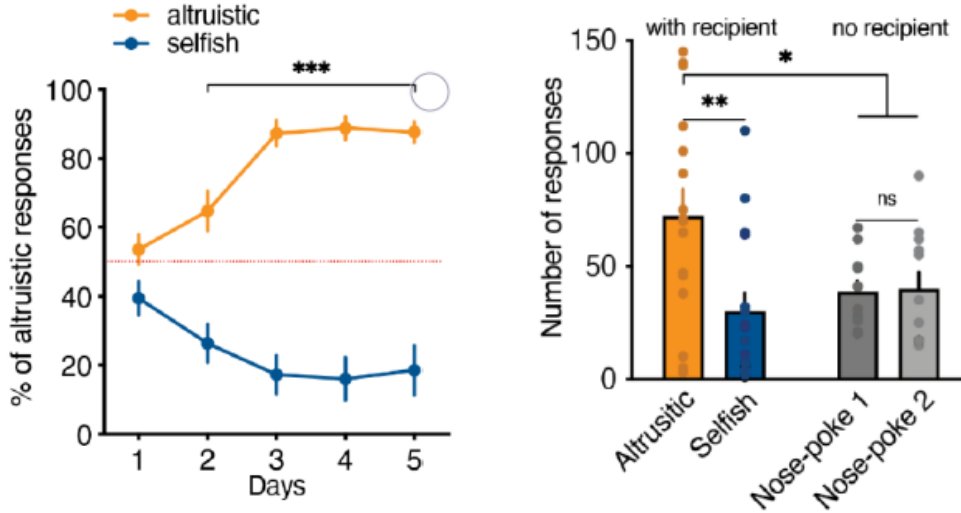 altruistic
selfish
% of altruistic responses
100
80
60
40
20
0
***
1 2 3 4 5
Days
Number of responses
with recipient no recipient
150
100
50
0
*
**
ns
Altrusitic
Selfish
Nose-poke 1
Nose-poke 2